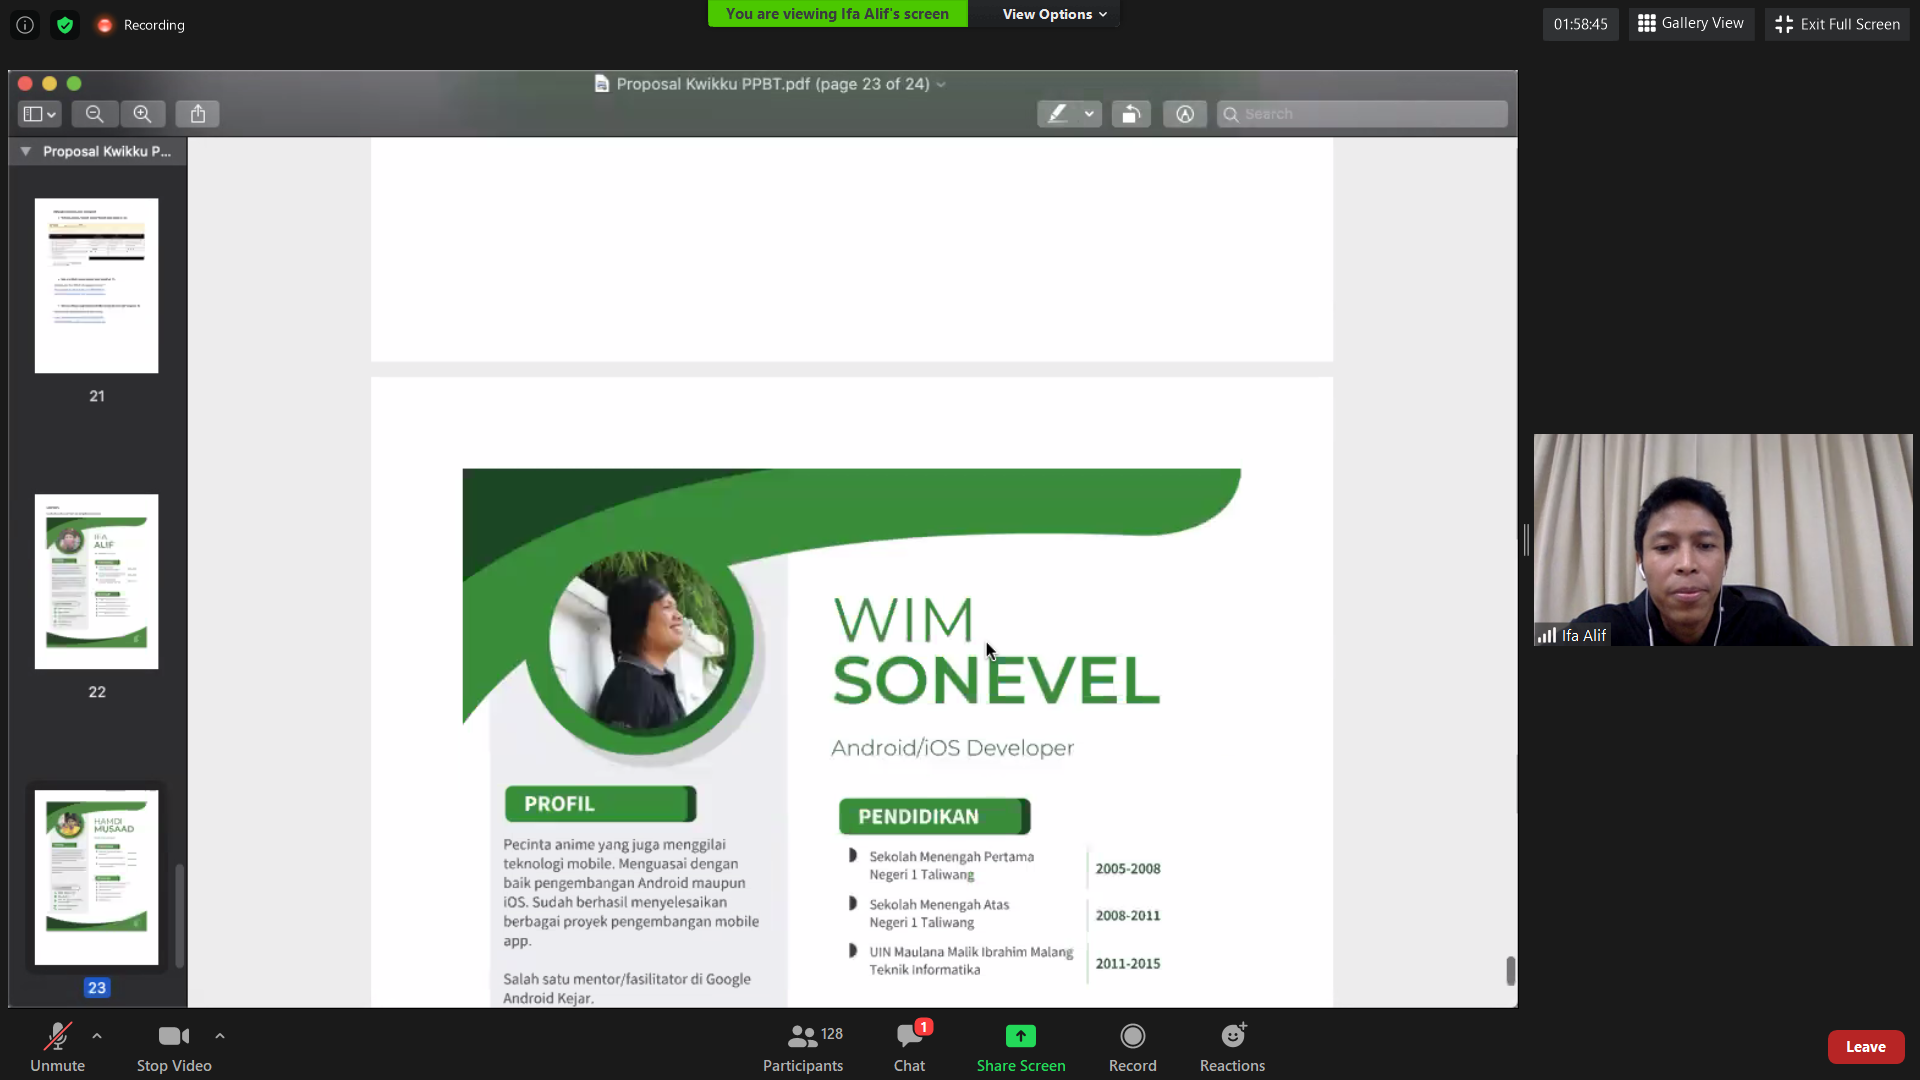 Recording
You are viewing Ifa Alif's screen
View Options
01:58:45
Gallery View
Exit Full Screen
Proposal Kwikku PPBT.pdf (page 23 of 24)
Search
Proposal Kwikku P...
21
IFA
ALIF
22
HAMDI
MUSAAD
23
WIM
SONEVEL
Android/iOS Developer
PROFIL
Pecinta anime yang juga menggilai
teknologi mobile. Menguasai dengan
baik pengembangan Android maupun
iOS. Sudah berhasil menyelesaikan
berbagai proyek pengembangan mobile
app.
Salah satu mentor/fasilitator di Google
Android Kejar.
PENDIDIKAN
Sekolah Menengah Pertama
Negeri 1 Taliwang
2005-2008
Sekolah Menengah Atas
Negeri 1 Taliwang
2008-2011
UIN Maulana Malik Ibrahim Malang
Teknik Informatika
2011-2015
Ifa Alif
Unmute
Stop Video
128
Participants
1
Chat
Share Screen
Record
Reactions
Leave